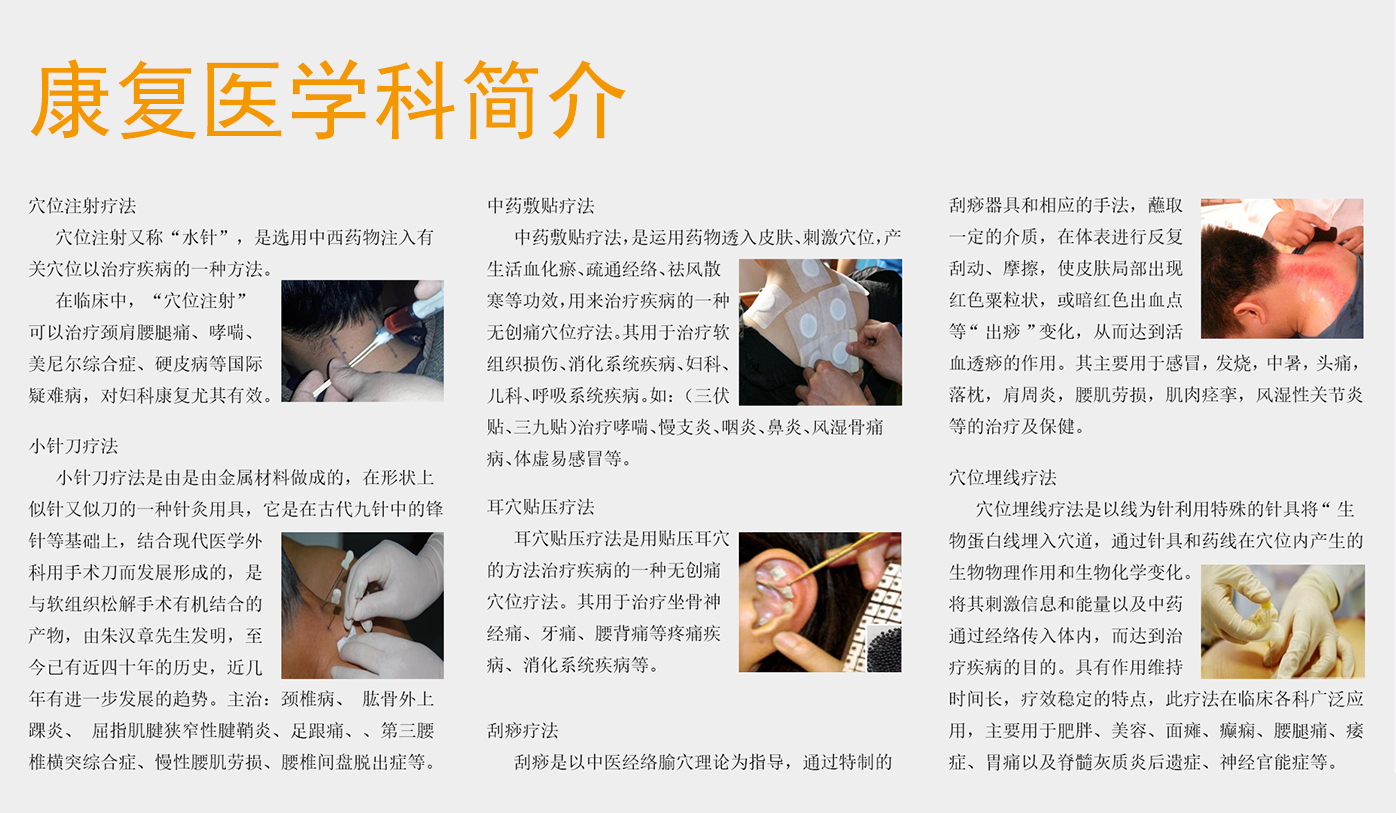 康复医学科简介
穴位注射疗法
穴位注射又称“水针”，是选用中西药物注入有
关穴位以治疗疾病的一种方法。
在临床中，“穴位注射”
可以治疗颈肩腰腿痛、哮喘、
美尼尔综合症、硬皮病等国际
疑难病，对妇科康复尤其有效。
小针刀疗法
小针刀疗法是由是由金属材料做成的，在形状上
似针又似刀的一种针灸用具，它是在古代九针中的锋
针等基础上，结合现代医学外
科用手术刀而发展形成的，是
与软组织松解手术有机结合的
产物，由朱汉章先生发明，至
今已有近四十年的历史，近几
年有进一步发展的趋势。主治：颈椎病、 肱骨外上
踝炎、 屈指肌腱狭窄性腱鞘炎、足跟痛、、第三腰
椎横突综合症、慢性腰肌劳损、腰椎间盘脱出症等。
中药敷贴疗法
中药敷贴疗法，是运用药物透入皮肤、刺激穴位，产
生活血化瘀、疏通经络、祛风散
寒等功效，用来治疗疾病的一种
无创痛穴位疗法。其用于治疗软
组织损伤、消化系统疾病、妇科、
儿科、呼吸系统疾病。如：（三伏
贴、三九贴）治疗哮喘、慢支炎、咽炎、鼻炎、风湿骨痛
病、体虚易感冒等。
耳穴贴压疗法
耳穴贴压疗法是用贴压耳穴
的方法治疗疾病的一种无创痛
穴位疗法。其用于治疗坐骨神
经痛、牙痛、腰背痛等疼痛疾
病、消化系统疾病等。
刮痧疗法
刮痧是以中医经络腧穴理论为指导，通过特制的
刮痧器具和相应的手法，蘸取
一定的介质，在体表进行反复
刮动、摩擦，使皮肤局部出现
红色粟粒状，或暗红色出血点
等“出痧”变化，从而达到活
血透痧的作用。其主要用于感冒，发烧，中暑，头痛，
落枕，肩周炎，腰肌劳损，肌肉痉挛，风湿性关节炎
等的治疗及保健。
穴位埋线疗法
穴位埋线疗法是以线为针利用特殊的针具将“生
物蛋白线埋入穴道，通过针具和药线在穴位内产生的
生物物理作用和生物化学变化。
将其刺激信息和能量以及中药
通过经络传入体内，而达到治
疗疾病的目的。具有作用维持
时间长，疗效稳定的特点，此疗法在临床各科广泛应
用，主要用于肥胖、美容、面瘫、癫痫、腰腿痛、痿
症、胃痛以及脊髓灰质炎后遗症、神经官能症等。